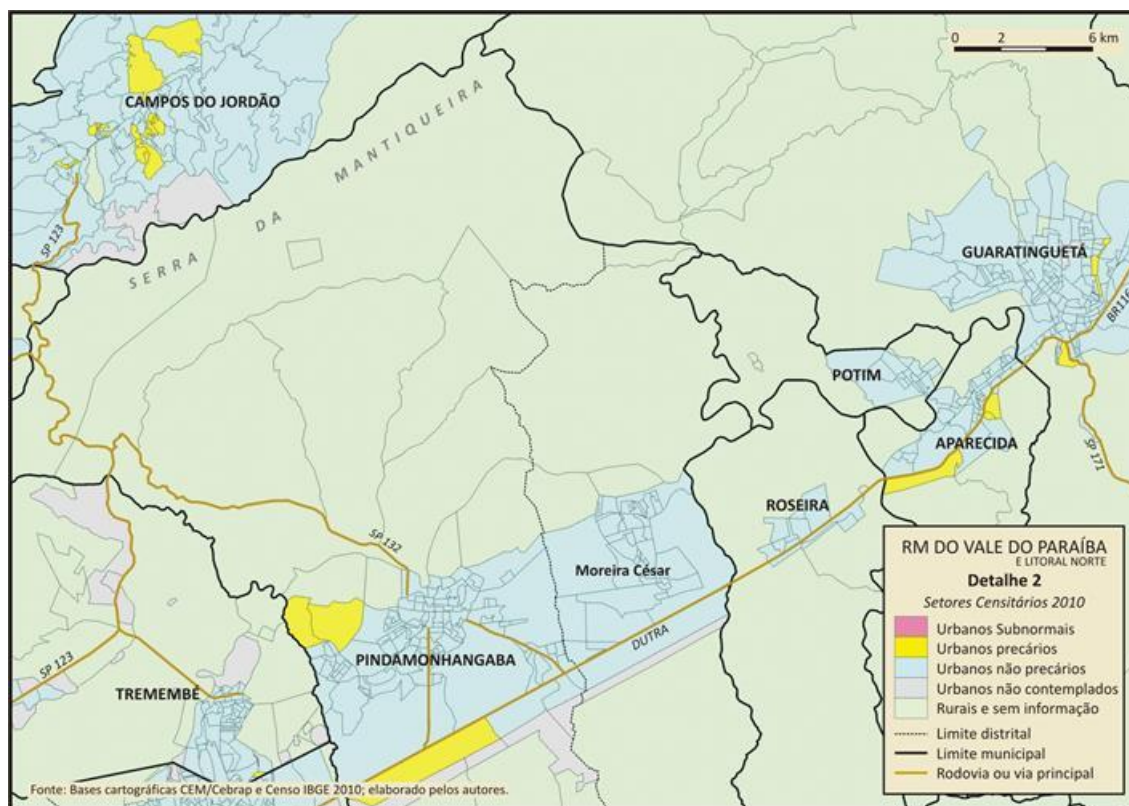 0 2 6 km
CAMPOS DO JORDÃO
SERRA DA MANTIQUEIRA
SP 123
GUARATINGUETÁ
BR116
POTIM
APARECIDA
SP 171
ROSEIRA
SP 132
Moreira César
DUTRA
PINDAMONHANGABA
SP 123
TREMEMBÉ
RM DO VALE DO PARAÍBA
E LITORAL NORTE
Detalhe 2
Setores Censitários 2010
Urbanos Subnormais
Urbanos precários
Urbanos não precários
Urbanos não contemplados
Rurais e sem informação
Limite distrital
Limite municipal
Rodovia ou via principal
Fonte: Bases cartográficas CEM/Cebrap e Censo IBGE 2010; elaborado pelos autores.